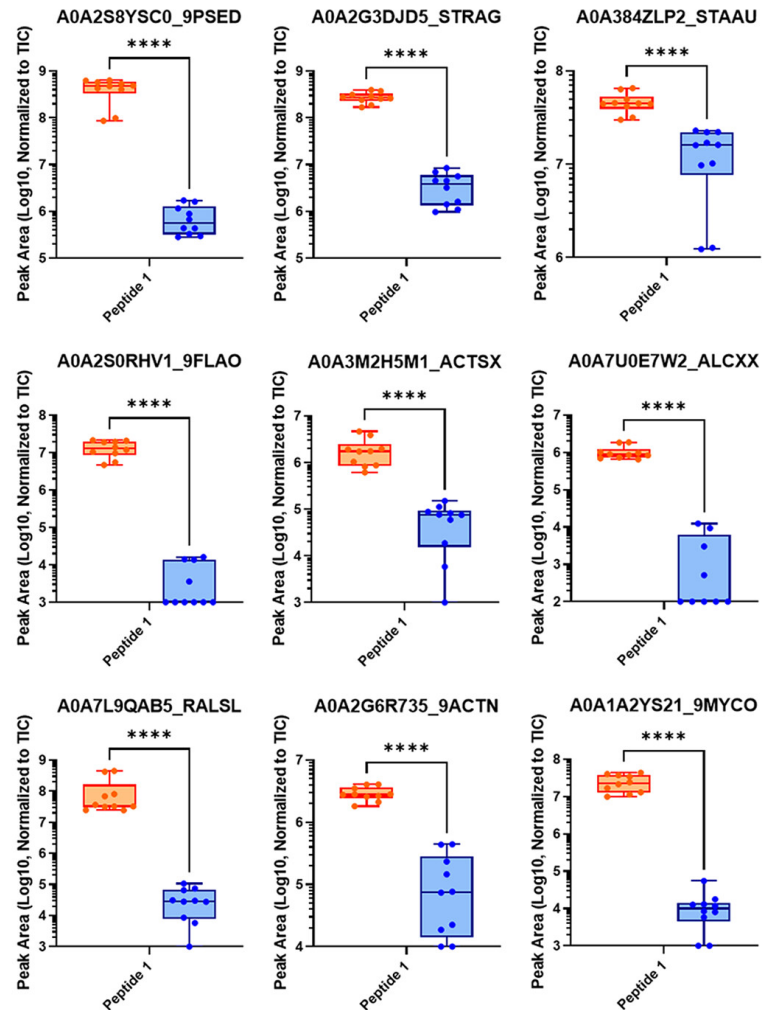 A0A2S8YSC0_9PSED
A0A2G3DJD5_STRAG
A0A384ZLP2_STAAU
Peak Area (Log10, Normalized to TIC)
9
8
7
6
5
****
Peptide 1
Peak Area (Log10, Normalized to TIC)
9
8
7
6
5
****
Peptide 1
Peak Area (Log10, Normalized to TIC)
8
7
6
****
Peptide 1
A0A2S0RHV1_9FLAO
A0A3M2H5M1_ACTSX
A0A7U0E7W2_ALCXX
Peak Area (Log10, Normalized to TIC)
8
7
6
5
4
3
****
Peptide 1
Peak Area (Log10, Normalized to TIC)
7
6
5
4
3
****
Peptide 1
Peak Area (Log10, Normalized to TIC)
7
6
5
4
3
2
****
Peptide 1
A0A7L9QAB5_RALSL
A0A2G6R735_9ACTN
A0A1A2YS21_9MYCO
Peak Area (Log10, Normalized to TIC)
9
8
7
6
5
4
3
****
Peptide 1
Peak Area (Log10, Normalized to TIC)
7
6
5
4
****
Peptide 1
Peak Area (Log10, Normalized to TIC)
8
7
6
5
4
3
****
Peptide 1